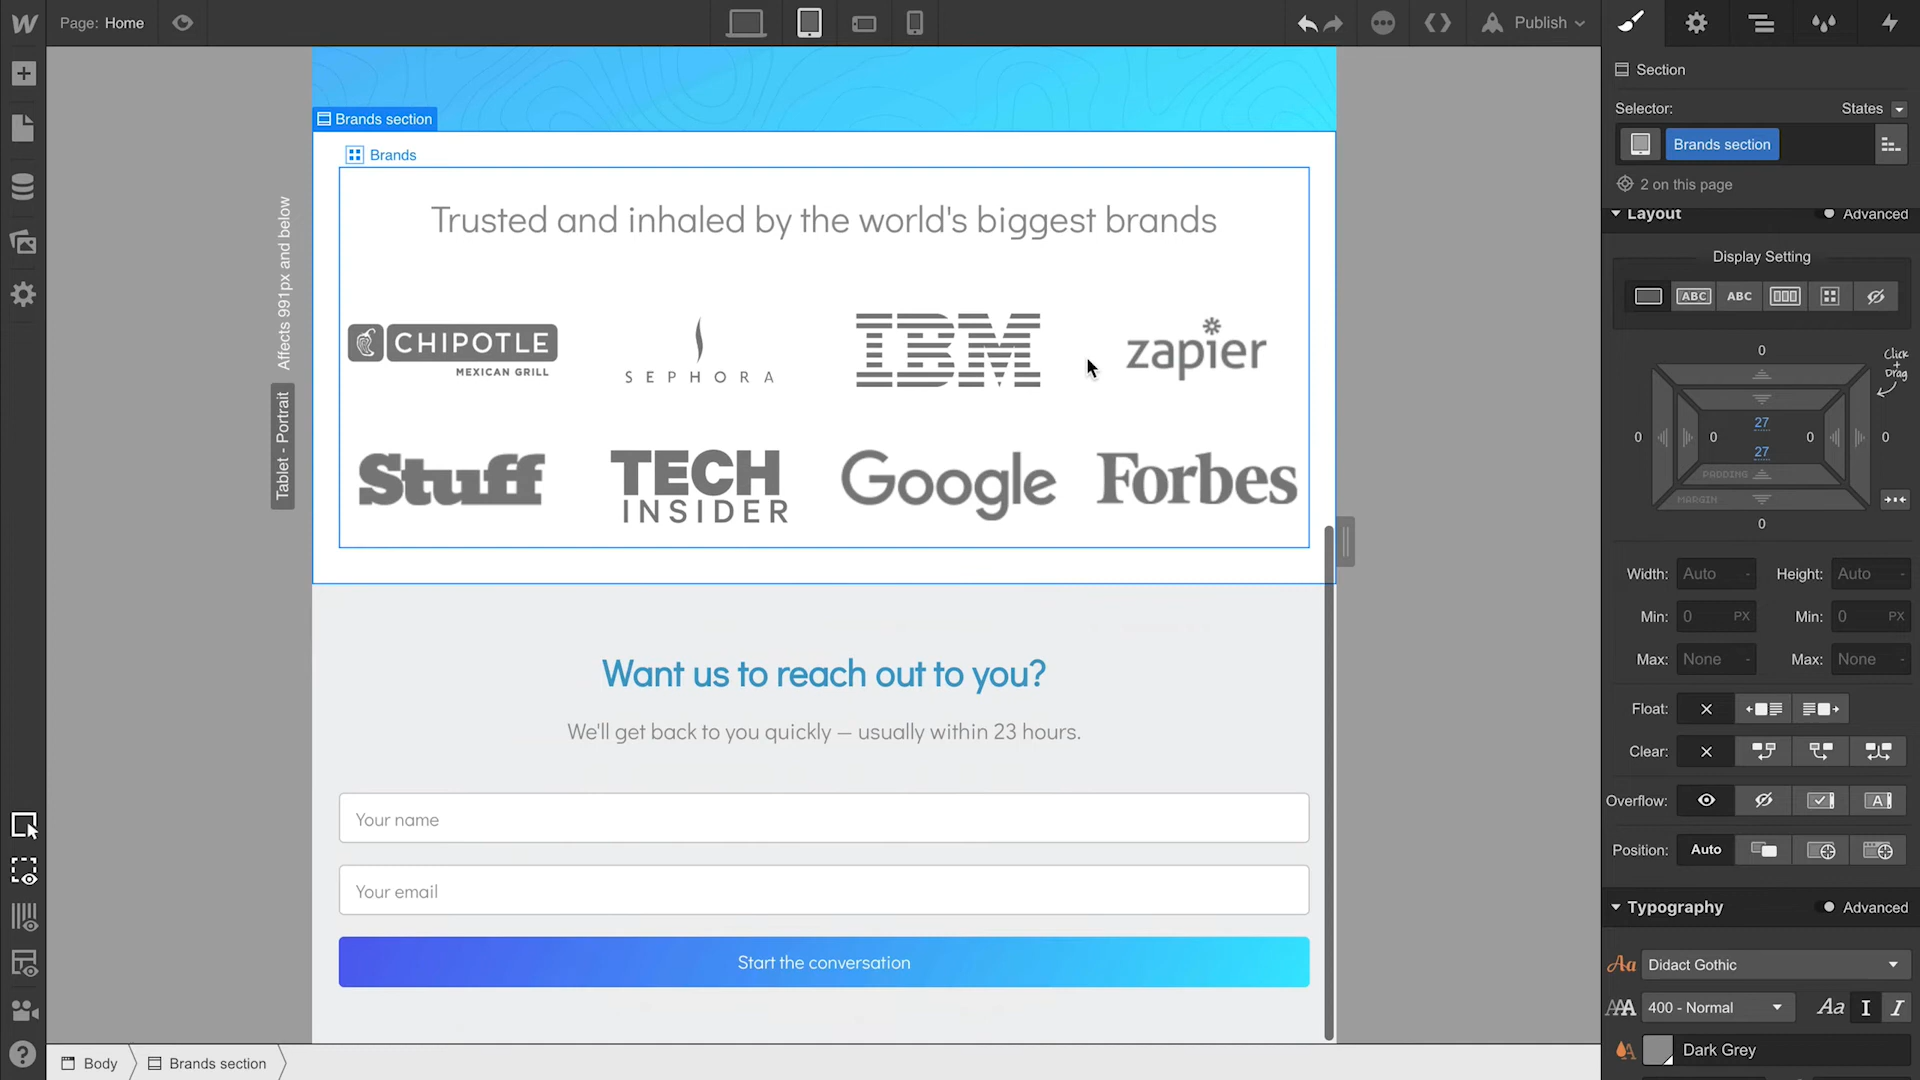 Page: Home
Publish
Brands section
Brands
Trusted and inhaled by the world's biggest brands
CHIPOTLE
MEXICAN GRILL
SEPHORA
IBM
zapier
Stuff
TECH
INSIDER
Google
Forbes
Affects 991px and below
Tablet - Portrait
Want us to reach out to you?
We'll get back to you quickly — usually within 23 hours.
Your name
Your email
Start the conversation
Body
Brands section
Section
Selector:
States
Brands section
2 on this page
Layout
Advanced
Display Setting
ABC
ABC
0
Click
+
Drag
27
0
0
0
0
27
PADDING
MARGIN
0
Width: Auto -
Height: Auto -
Min: 0 PX
Min: 0 PX
Max: None -
Max: None -
Float:
Clear:
Overflow:
A
Position: Auto
Typography
Advanced
Aa Didact Gothic
AAA 400 - Normal
Aa I I
A Dark Grey